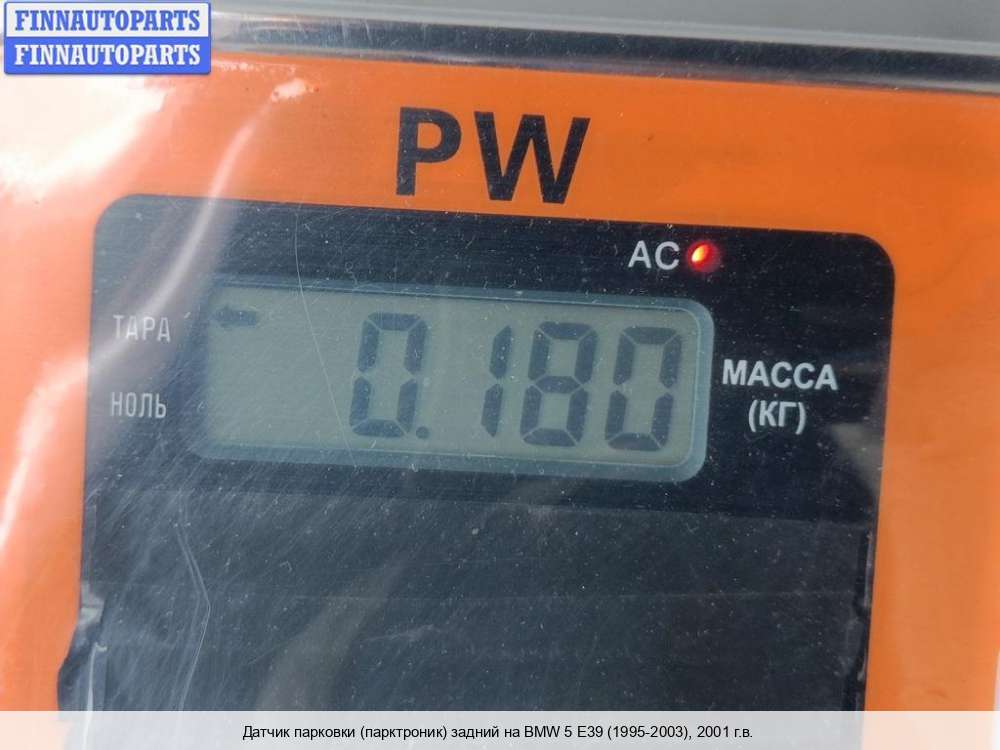 FINNAUTOPARTS
FINNAUTOPARTS
PW
AC
ТАРА
0.180
НОЛЬ
МАССА
(КГ)
Датчик парковки (парктроник) задний на BMW 5 E39 (1995-2003), 2001 г.в.